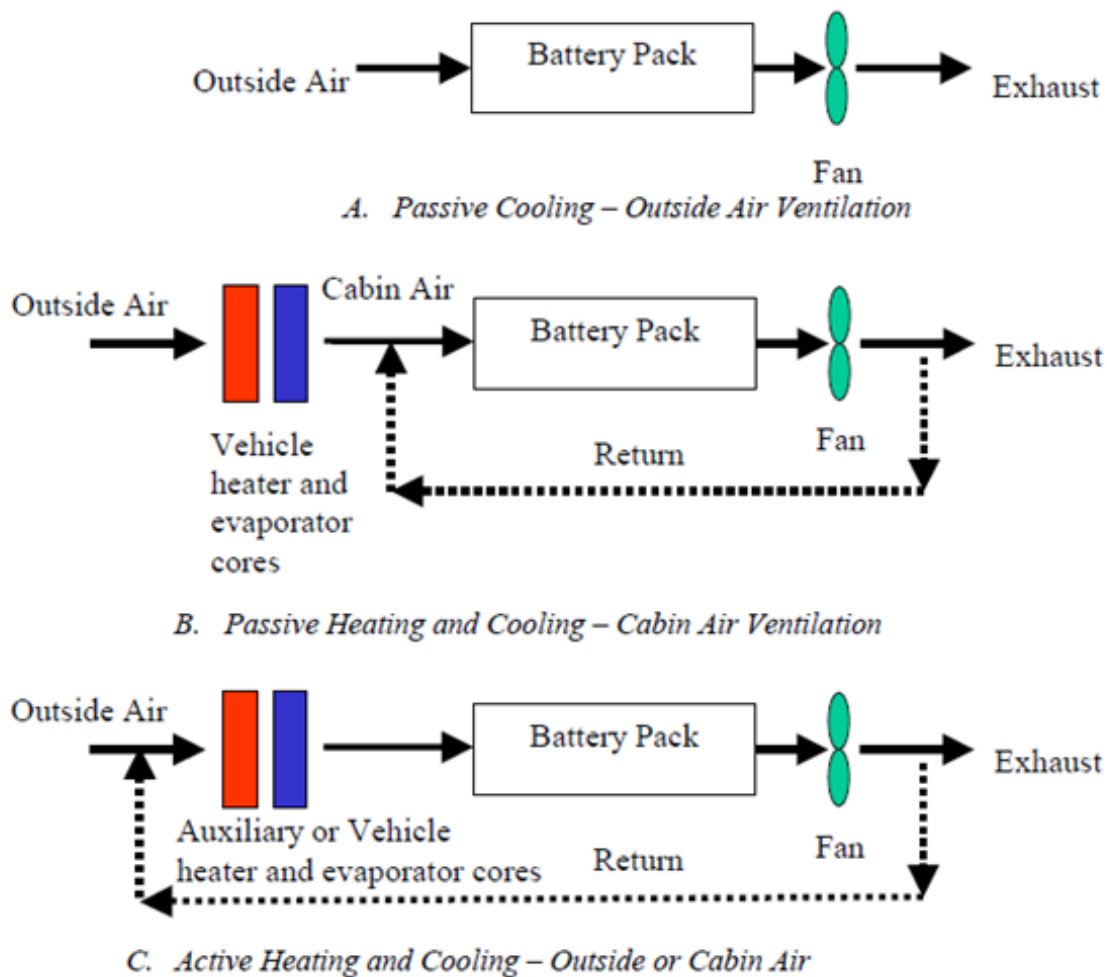 Battery Pack
Outside Air
Exhaust
Fan
A. Passive Cooling – Outside Air Ventilation
Outside Air
Cabin Air
Battery Pack
Exhaust
Vehicle
heater and
evaporator
cores
Return
Fan
B. Passive Heating and Cooling – Cabin Air Ventilation
Outside Air
Battery Pack
Exhaust
Auxiliary or Vehicle
heater and evaporator cores
Return
Fan
C. Active Heating and Cooling – Outside or Cabin Air